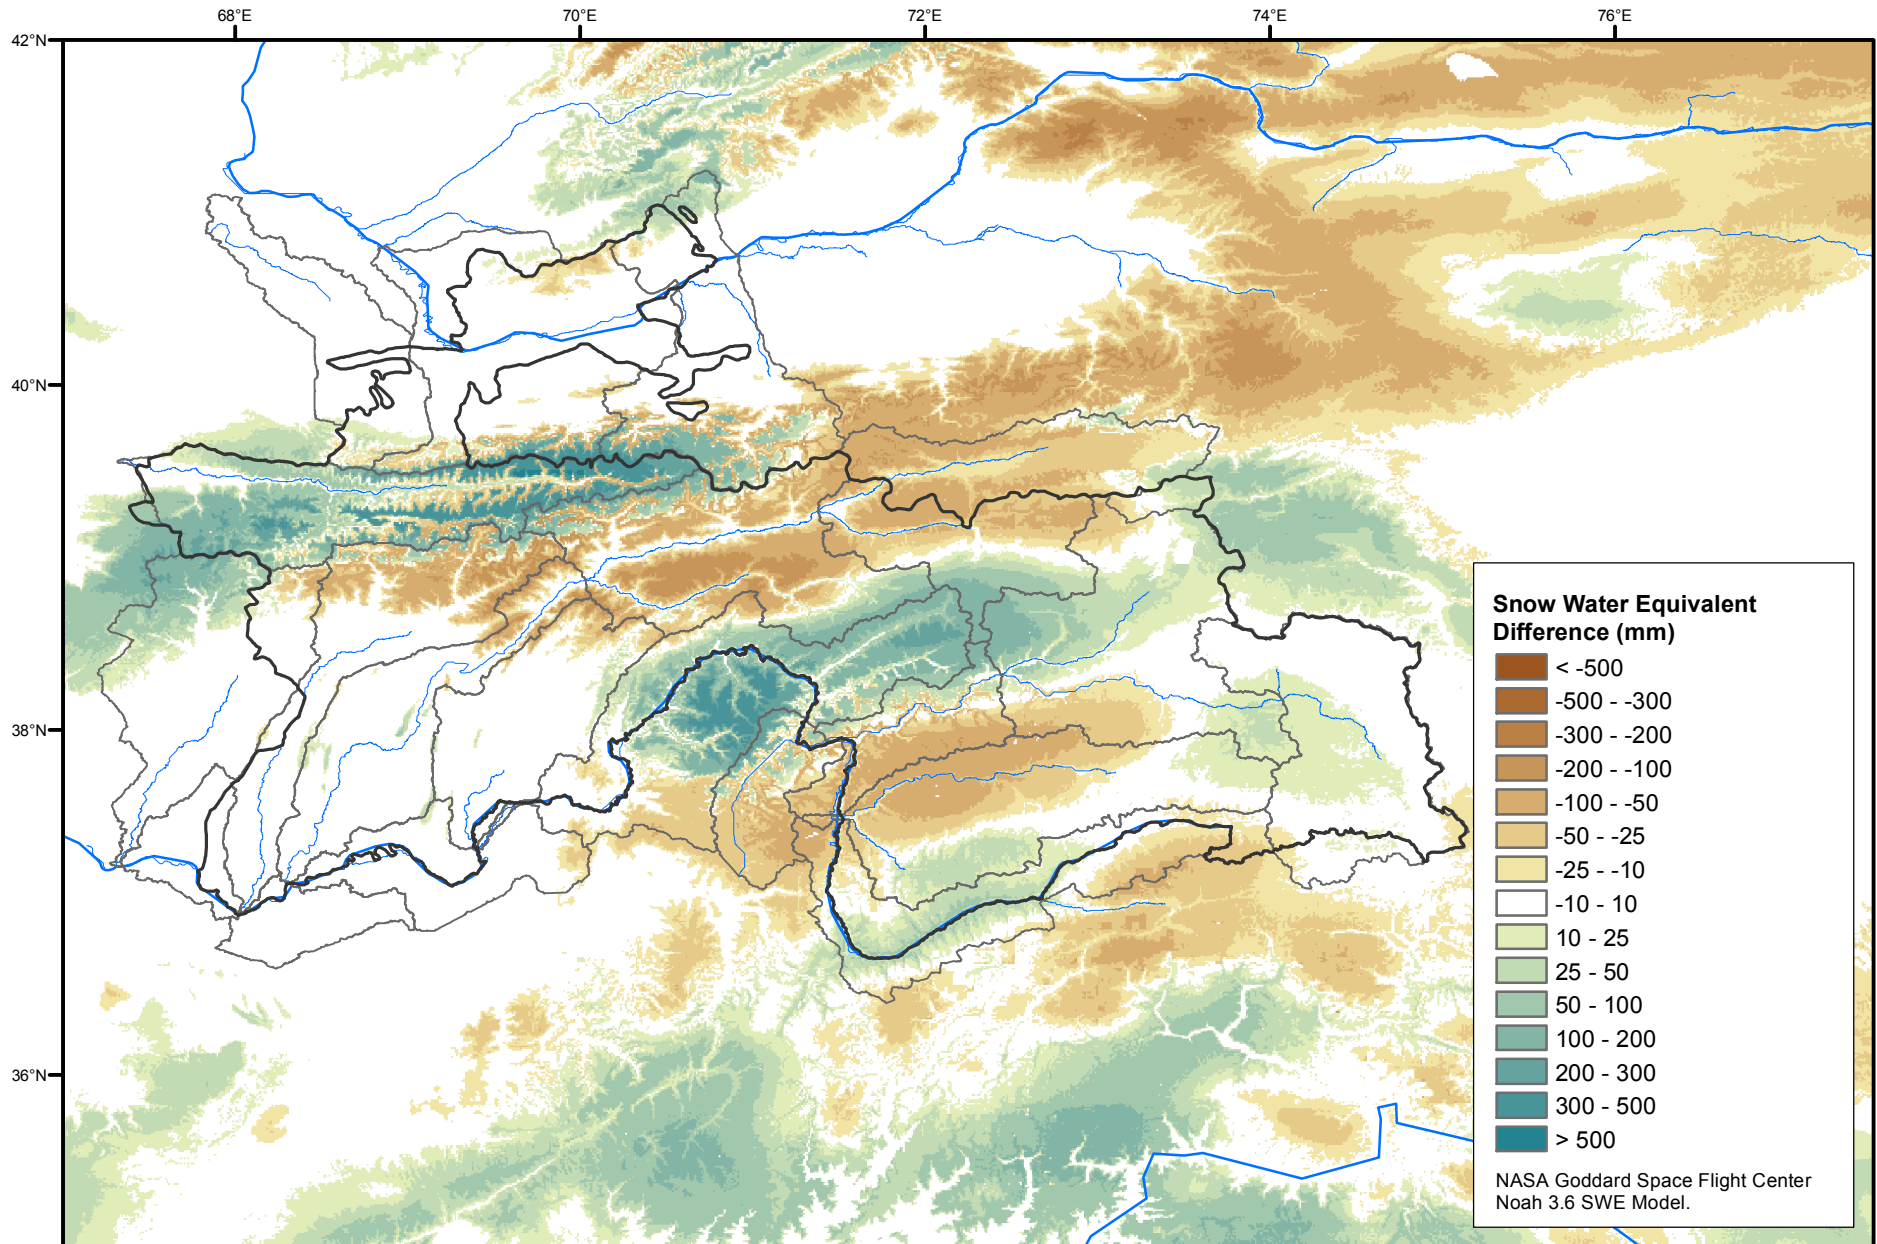 68°E 70°E 72°E 74°E 76°E
42°N
40°N
38°N
36°N
Snow Water Equivalent
Difference (mm)
< -500
-500 - -300
-300 - -200
-200 - -100
-100 - -50
-50 - -25
-25 - -10
-10 - 10
10 - 25
25 - 50
50 - 100
100 - 200
200 - 300
300 - 500
> 500
NASA Goddard Space Flight Center
Noah 3.6 SWE Model.